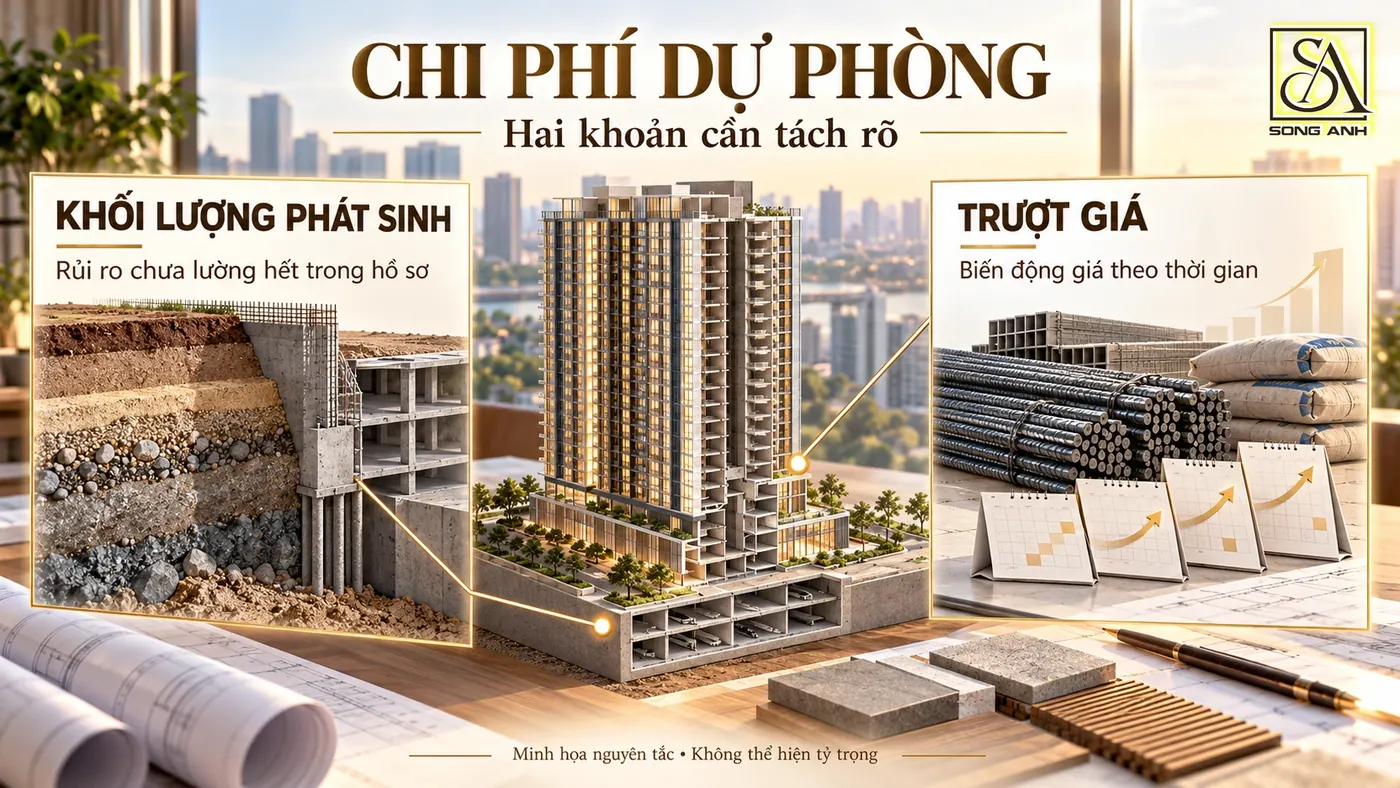 CHI PHÍ DỰ PHÒNG
Hai khoản cần tách rõ
SA
SONG ANH
KHỐI LƯỢNG PHÁT SINH
Rủi ro chưa lường hết trong hồ sơ
TRƯỢT GIÁ
Biến động giá theo thời gian
Minh họa nguyên tắc • Không thể hiện tỷ trọng